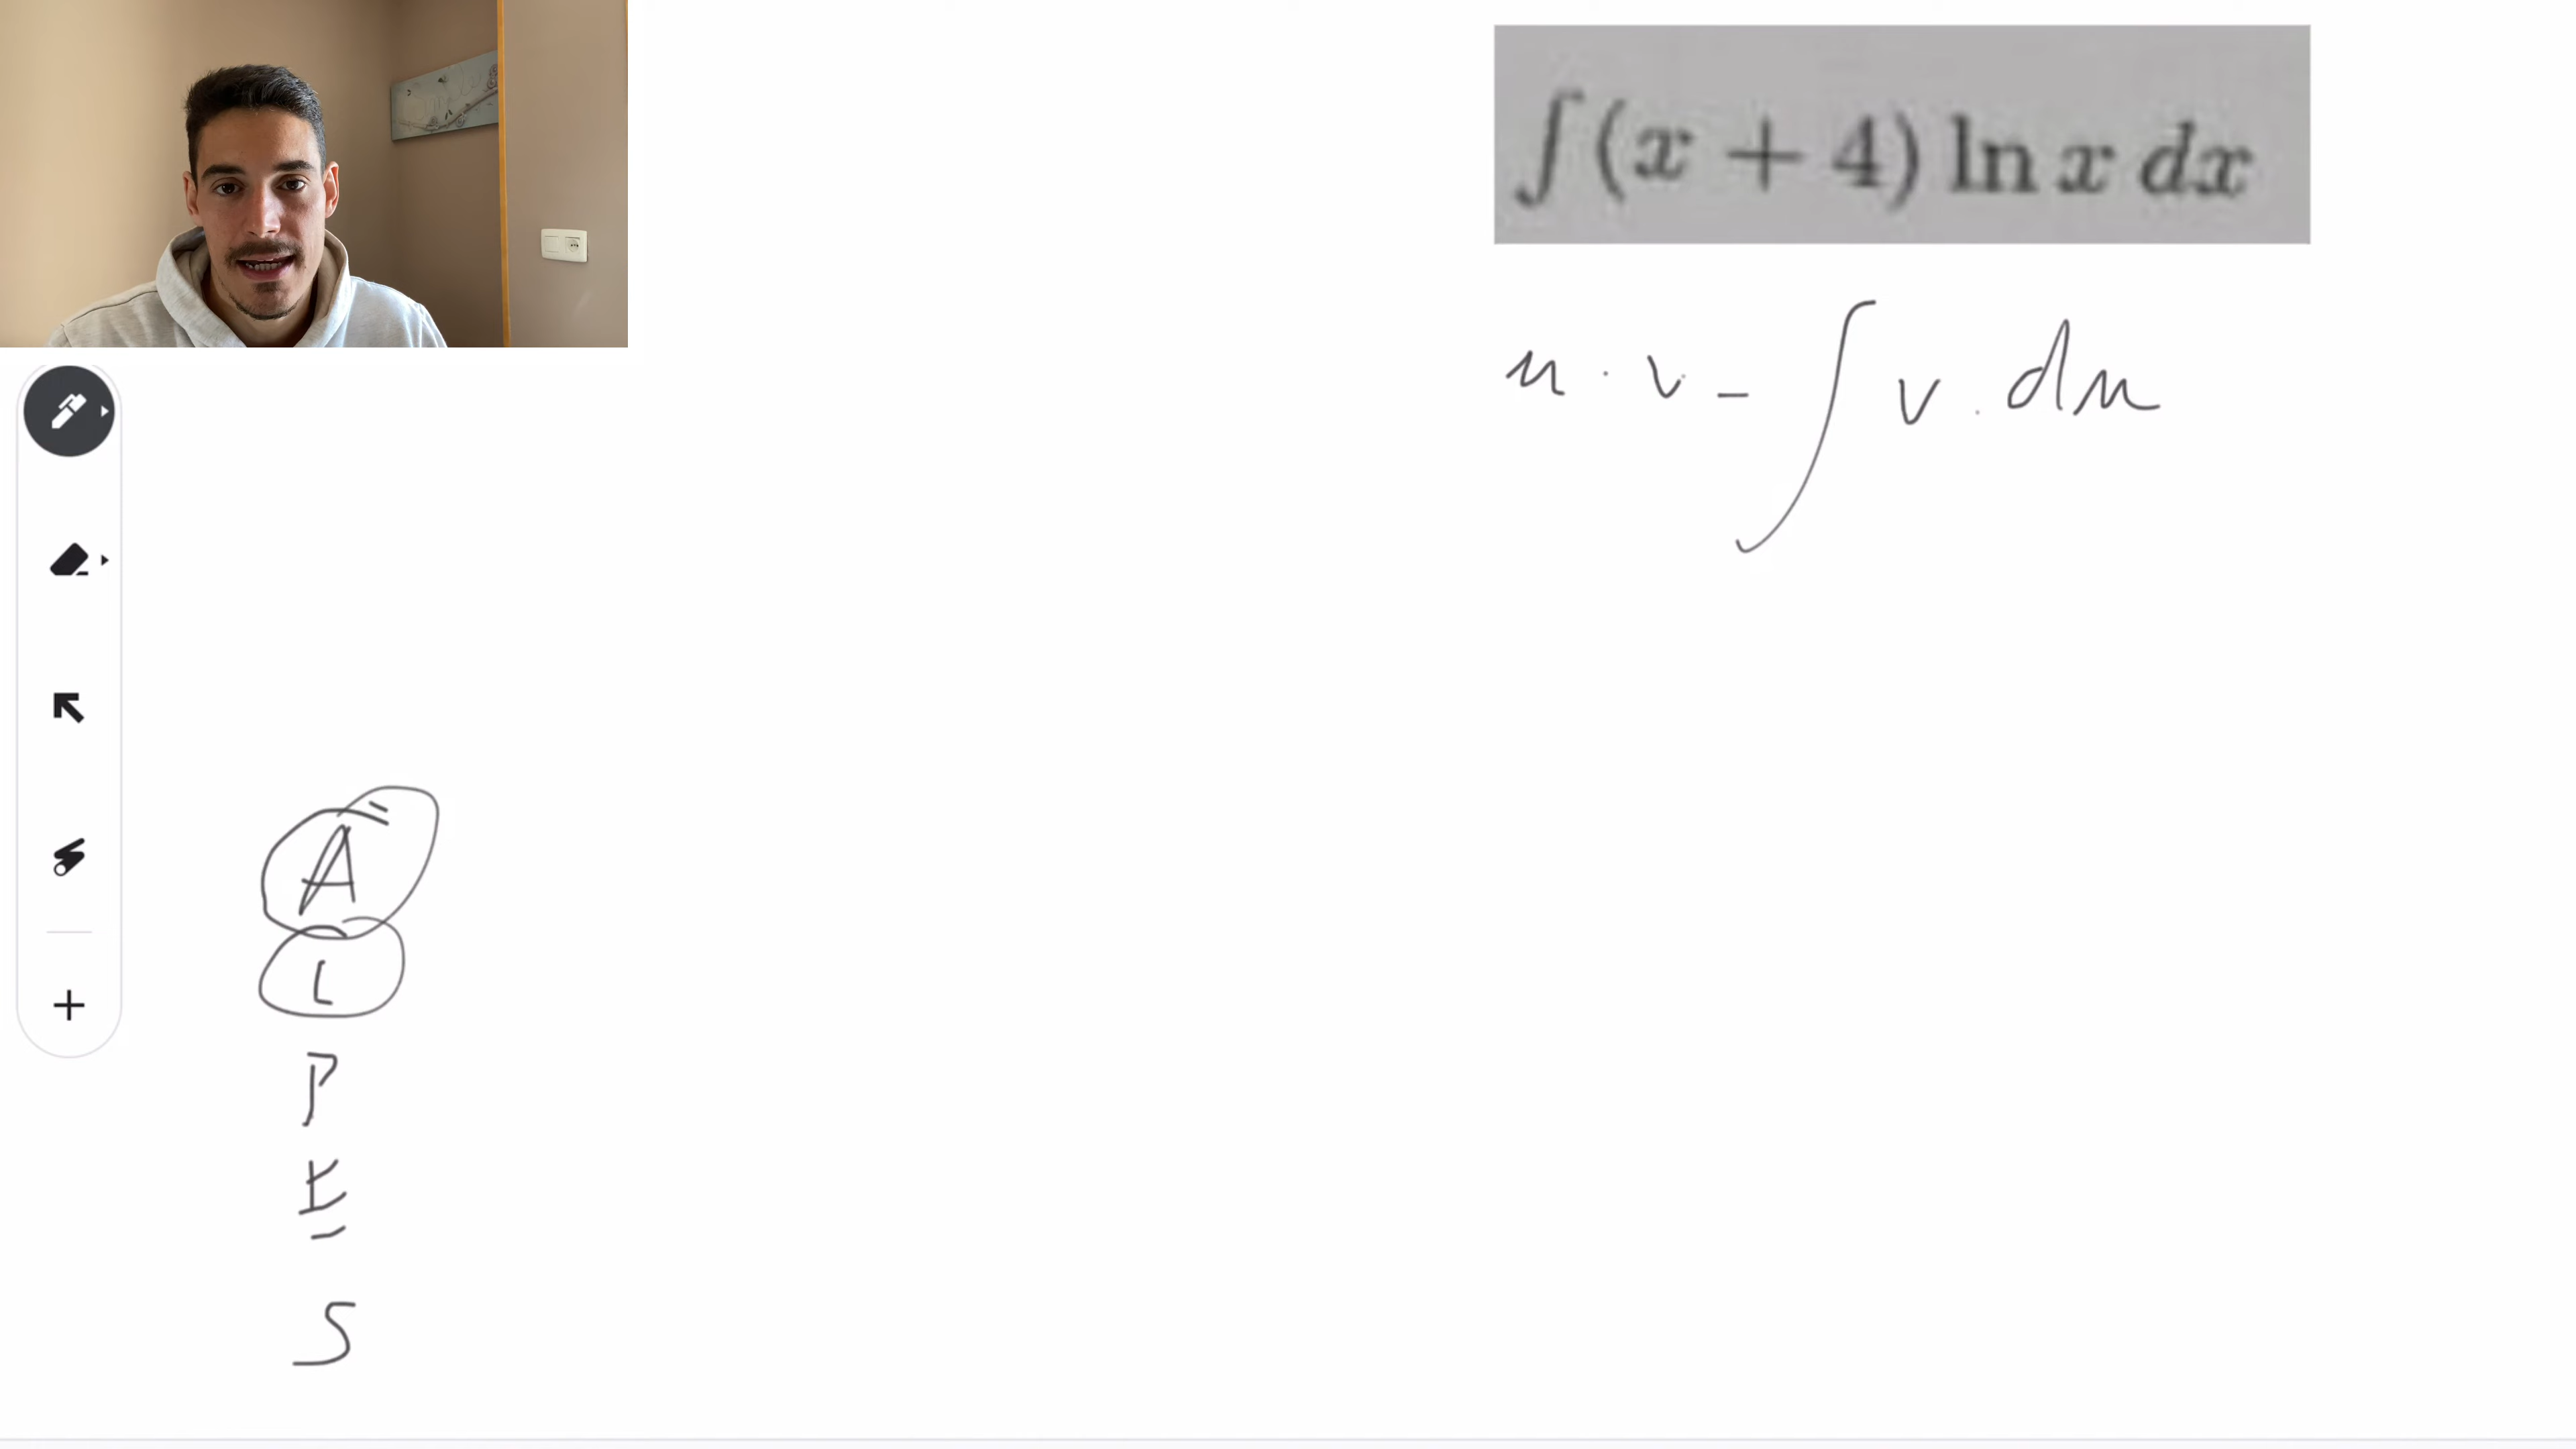 ∫(x + 4) ln x dx
u . v - ∫ v . du
A
L
P
E
S